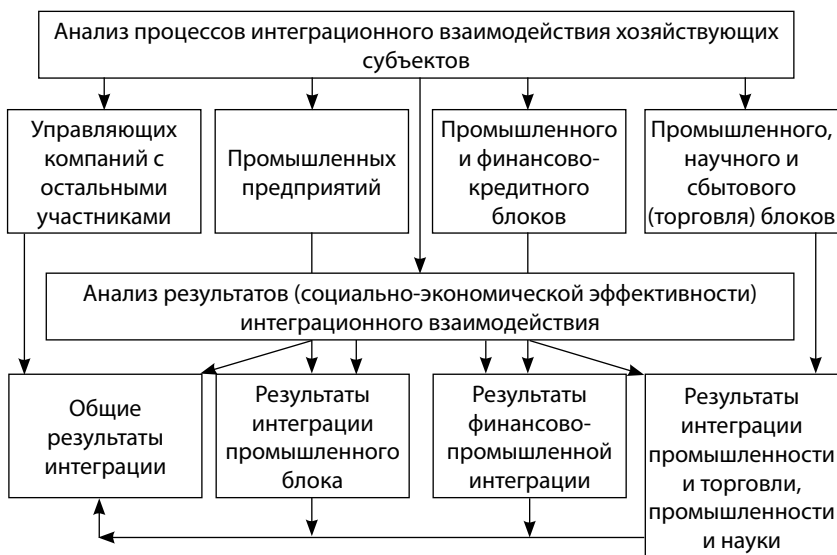 Анализ процессов интеграционного взаимодействия хозяйствующих
субъектов
Управляющих
компаний с
остальными
участниками
Промышленных
предприятий
Промышленного
и финансово-
кредитного
блоков
Промышленного,
научного и
сбытового
(торговля) блоков
Анализ результатов (социально-экономической эффективности)
интеграционного взаимодействия
Общие
результаты
интеграции
Результаты
интеграции
промышленного
блока
Результаты
финансово-
промышленной
интеграции
Результаты
интеграции
промышленности
и торговли,
промышленности
и науки